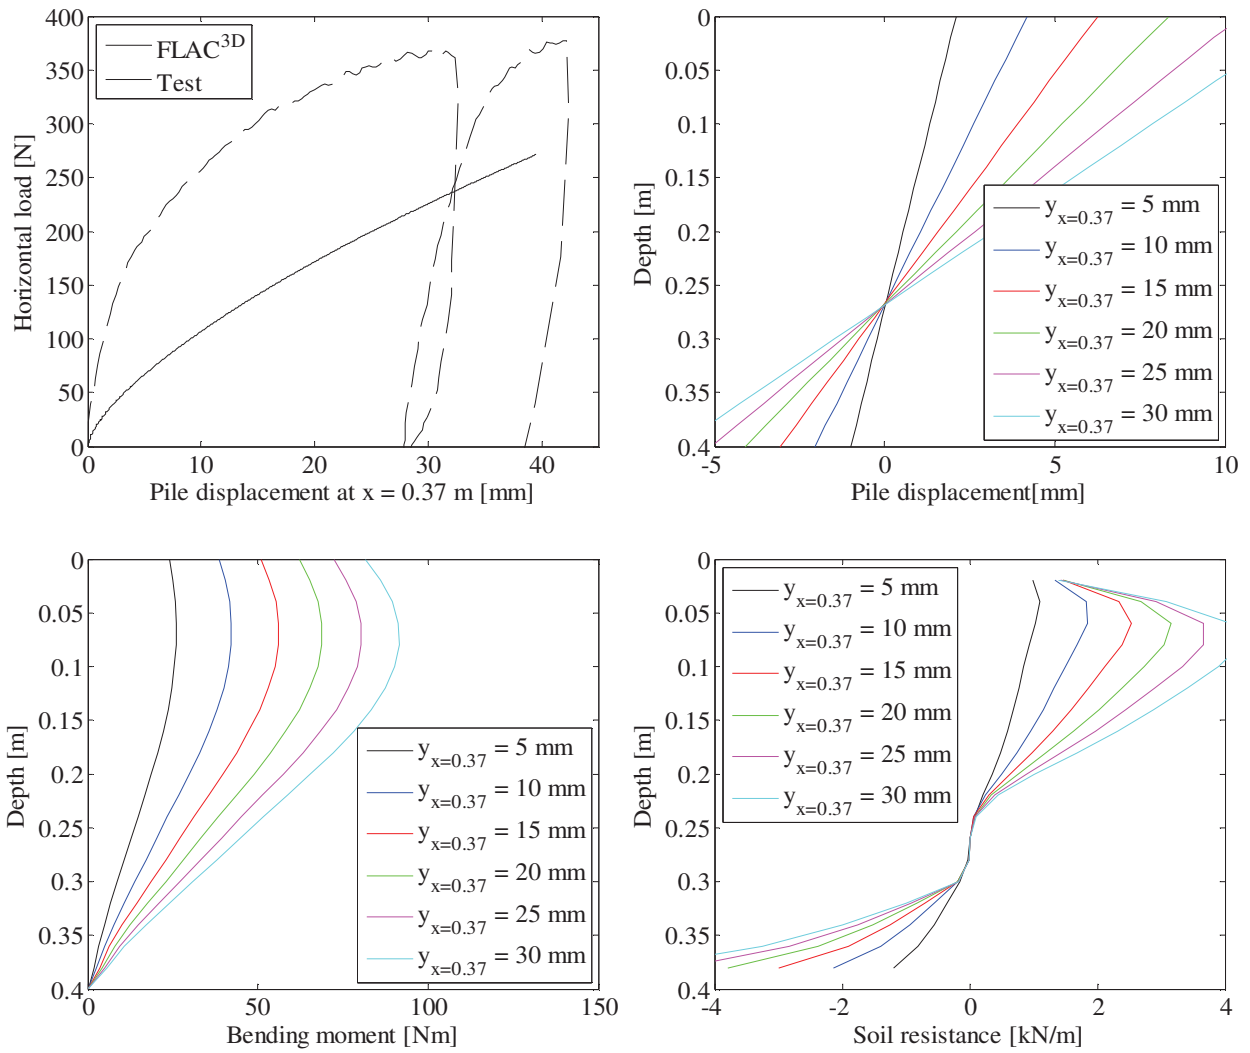 400
350
300
250
200
150
100
50
0
Horizontal load [N]
FLAC3D
Test
0 10 20 30 40
Pile displacement at x = 0.37 m [mm]
0
0.05
0.1
0.15
0.2
0.25
0.3
0.35
0.4
Depth [m]
yx=0.37 = 5 mm
yx=0.37 = 10 mm
yx=0.37 = 15 mm
yx=0.37 = 20 mm
yx=0.37 = 25 mm
yx=0.37 = 30 mm
-5 0 5 10
Pile displacement[mm]
0
0.05
0.1
0.15
0.2
0.25
0.3
0.35
0.4
Depth [m]
yx=0.37 = 5 mm
yx=0.37 = 10 mm
yx=0.37 = 15 mm
yx=0.37 = 20 mm
yx=0.37 = 25 mm
yx=0.37 = 30 mm
0 50 100 150
Bending moment [Nm]
0
0.05
0.1
0.15
0.2
0.25
0.3
0.35
0.4
Depth [m]
yx=0.37 = 5 mm
yx=0.37 = 10 mm
yx=0.37 = 15 mm
yx=0.37 = 20 mm
yx=0.37 = 25 mm
yx=0.37 = 30 mm
-4 -2 0 2 4
Soil resistance [kN/m]